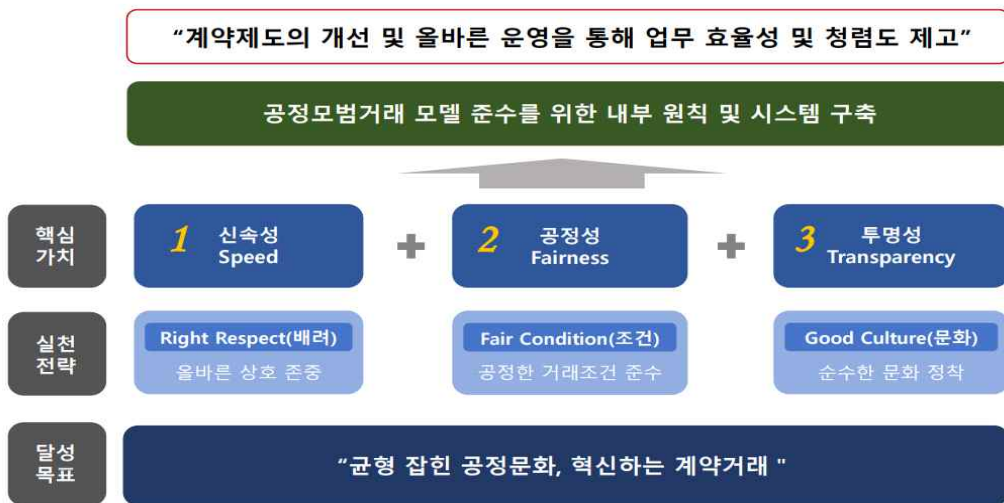 “계약제도의 개선 및 올바른 운영을 통해 업무 효율성 및 청렴도 제고”
공정모범거래 모델 준수를 위한 내부 원칙 및 시스템 구축
핵심
가치
1 신속성
Speed
+
2 공정성
Fairness
+
3 투명성
Transparency
실천
전략
Right Respect(배려)
올바른 상호 존중
Fair Condition(조건)
공정한 거래조건 준수
Good Culture(문화)
순수한 문화 정착
달성
목표
“균형 잡힌 공정문화, 혁신하는 계약거래 "